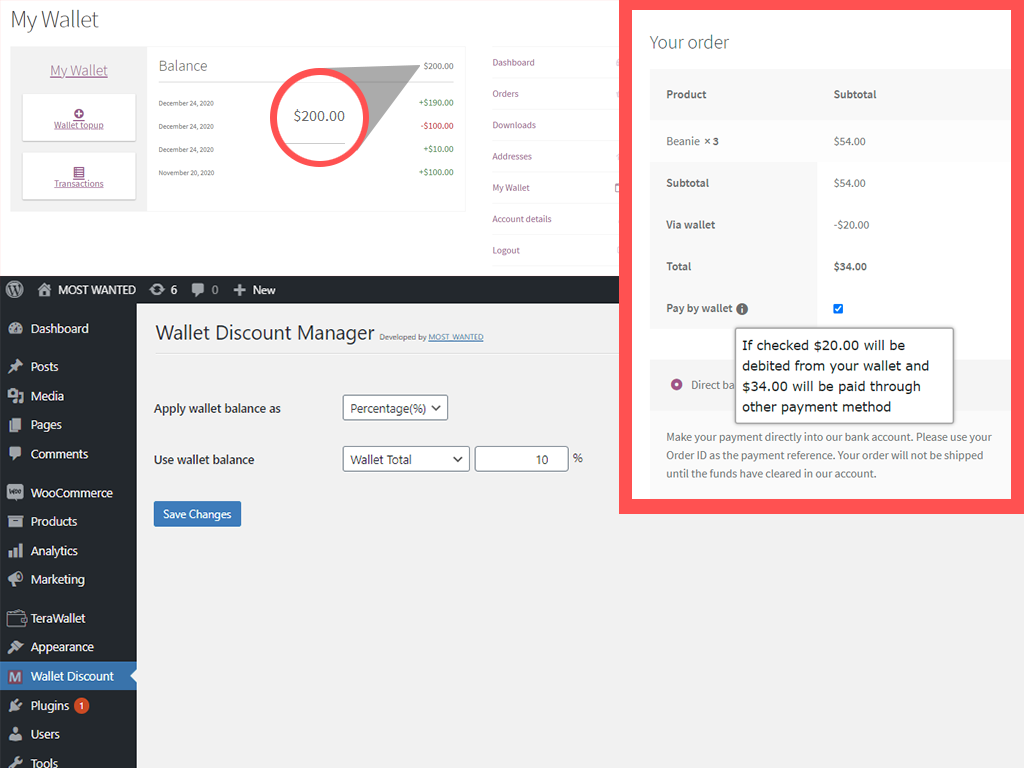 My Wallet
My Wallet
Wallet topup
Transactions
Balance
$200.00
$200.00
December 24, 2020
+$190.00
December 24, 2020
-$100.00
December 24, 2020
+$10.00
November 20, 2020
+$100.00
Dashboard
Orders
Downloads
Addresses
My Wallet
Account details
Logout
Your order
Product Subtotal
Beanie × 3 $54.00
Subtotal $54.00
Via wallet -$20.00
Total $34.00
Pay by wallet
If checked $20.00 will be
debited from your wallet and
$34.00 will be paid through
other payment method
Direct ba
Make your payment directly into our bank account. Please use your
Order ID as the payment reference. Your order will not be shipped
until the funds have cleared in our account.
MOST WANTED 6 0 New
Dashboard
Posts
Media
Pages
Comments
Woo WooCommerce
Products
Analytics
Marketing
TeraWallet
Appearance
M Wallet Discount
Plugins 1
Users
Tools
Wallet Discount Manager Developed by MOST WANTED
Apply wallet balance as Percentage(%)
Use wallet balance Wallet Total 10 %
Save Changes